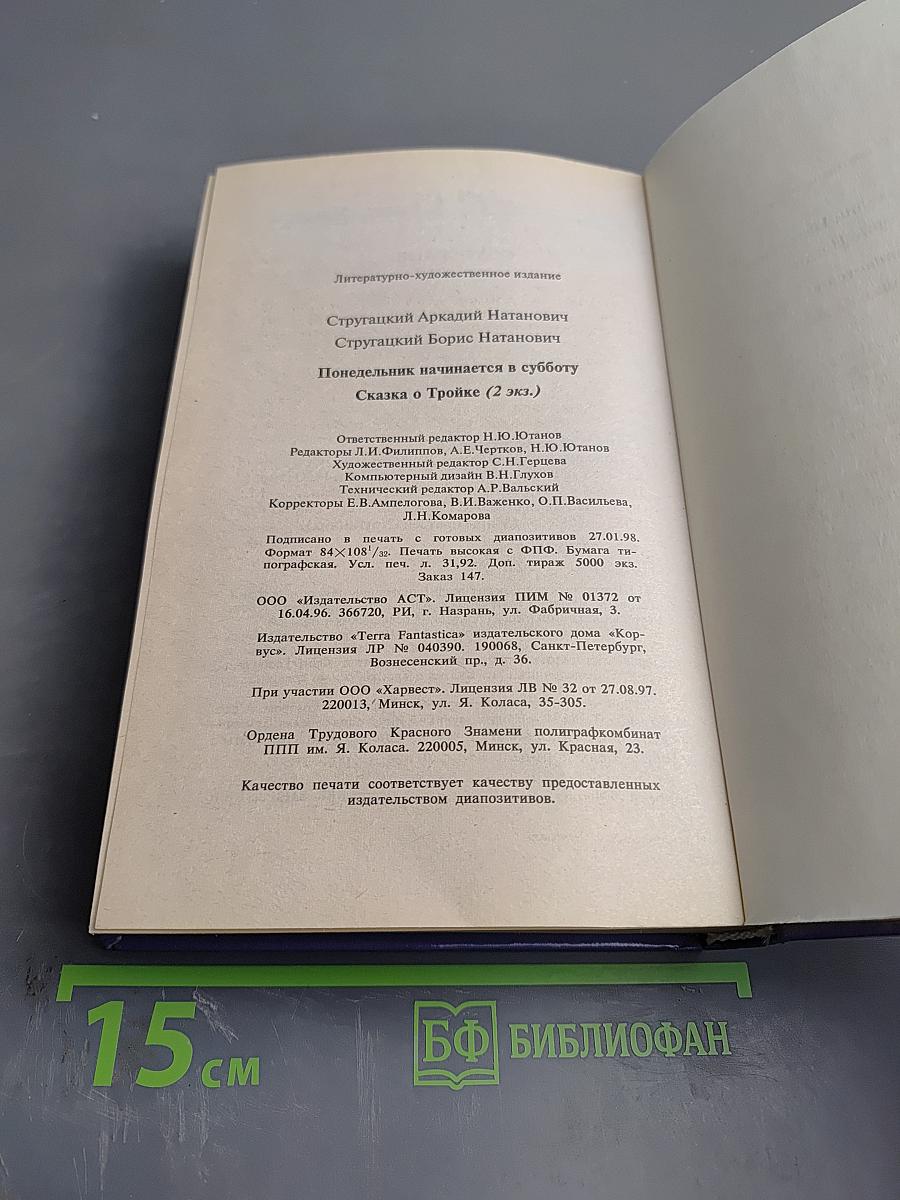 Литературно-художественное издание
Стругацкий Аркадий Натанович
Стругацкий Борис Натанович
Понедельник начинается в субботу
Сказка о Тройке (2 экз.)
Ответственный редактор Н.Ю.Ютанов
Редакторы Л.И.Филиппов, А.Е.Чертков, Н.Ю.Ютанов
Художественный редактор С.Н.Герцева
Компьютерный дизайн В.Н.Глухов
Технический редактор А.Р.Вальский
Корректоры Е.В.Ампелогова, В.И.Важенко, О.П.Васильева,
Л.Н.Комарова
Подписано в печать с готовых диапозитивов 27.01.98.
Формат 84×108¹/₃₂. Печать высокая с ФПФ. Бумага ти-
пографская. Усл. печ. л. 31,92. Доп. тираж 5000 экз.
Заказ 147.
ООО «Издательство АСТ». Лицензия ПИМ № 01372 от
16.04.96. 366720, РИ, г. Назрань, ул. Фабричная, 3.
Издательство «Terra Fantastica» издательского дома «Кор-
вус». Лицензия ЛР № 040390. 190068, Санкт-Петербург,
Вознесенский пр., д. 36.
При участии ООО «Харвест». Лицензия ЛВ № 32 от 27.08.97.
220013, Минск, ул. Я. Коласа, 35-305.
Ордена Трудового Красного Знамени полиграфкомбинат
ППП им. Я. Коласа. 220005, Минск, ул. Красная, 23.
Качество печати соответствует качеству предоставленных
издательством диапозитивов.
15 см
БФ БИБЛИОФАН